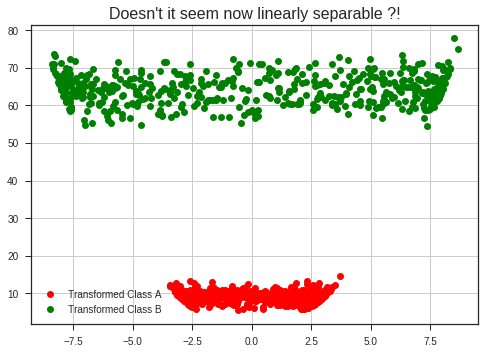 Doesn't it seem now linearly separable ?!
80
70
60
50
40
30
20
10
Transformed Class A
Transformed Class B
−7.5 −5.0 −2.5 0.0 2.5 5.0 7.5